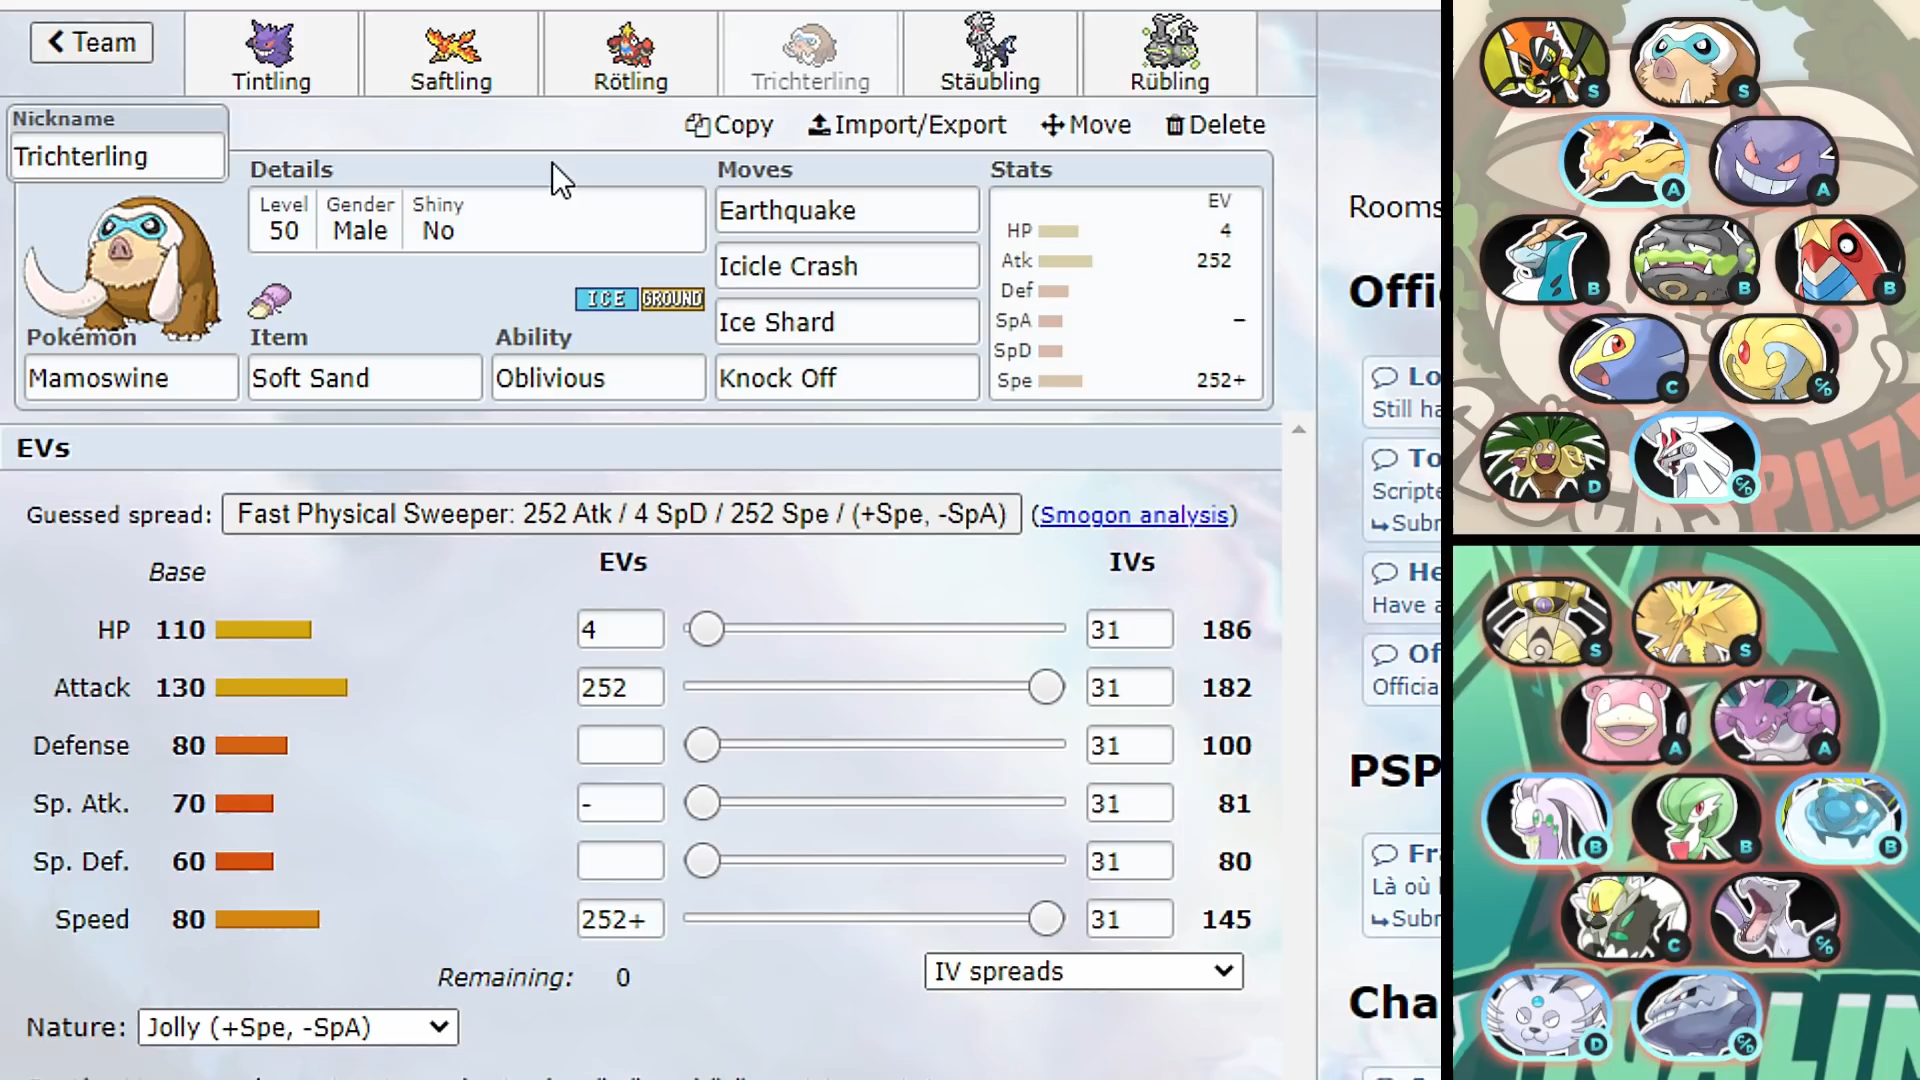 Team
Tintling
Saftling
Rötling
Trichterling
Stäubling
Rübling
Nickname
Trichterling
Copy
Import/Export
Move
Delete
Details
Level
50
Gender
Male
Shiny
No
ICE
GROUND
Pokémon
Mamoswine
Item
Soft Sand
Ability
Oblivious
Moves
Earthquake
Icicle Crash
Ice Shard
Knock Off
Stats
EV
HP 4
Atk 252
Def
SpA –
SpD
Spe 252+
EVs
Guessed spread: Fast Physical Sweeper: 252 Atk / 4 SpD / 252 Spe / (+Spe, -SpA) (Smogon analysis)
Base EVs IVs
HP 110 4 31 186
Attack 130 252 31 182
Defense 80 31 100
Sp. Atk. 70 - 31 81
Sp. Def. 60 31 80
Speed 80 252+ 31 145
Remaining: 0
IV spreads
Nature: Jolly (+Spe, -SpA)
Rooms
Offi
Lo
Still ha
To
Scripte
Subr
He
Have a
Of
Officia
PSP
Fr
Là où l
Subr
Cha
S
S
A
A
B
B
B
C
C/D
D
C/D
PILZ
S
S
A
A
B
B
B
C
C/D
D
C/D